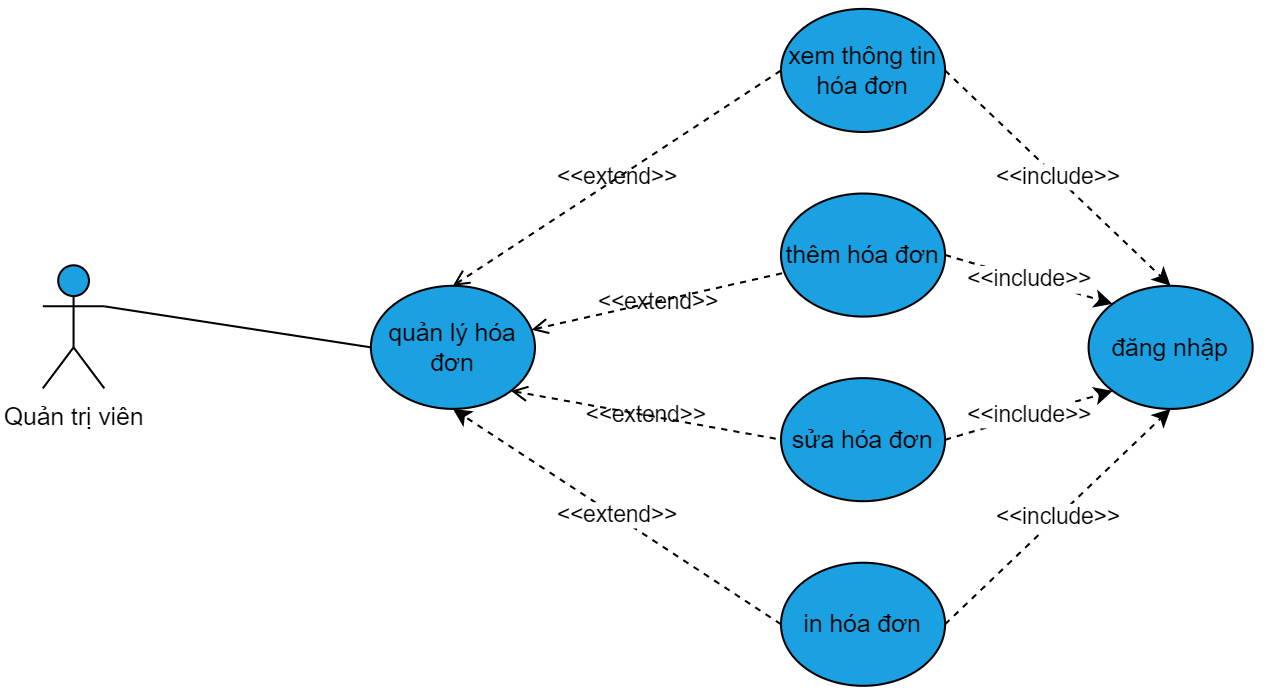 xem thông tin
hóa đơn
<<extend>>
<<include>>
thêm hóa đơn
<<extend>>
<<include>>
quản lý hóa
đơn
đăng nhập
Quản trị viên
<<extend>>
<<include>>
sửa hóa đơn
<<extend>>
<<include>>
in hóa đơn